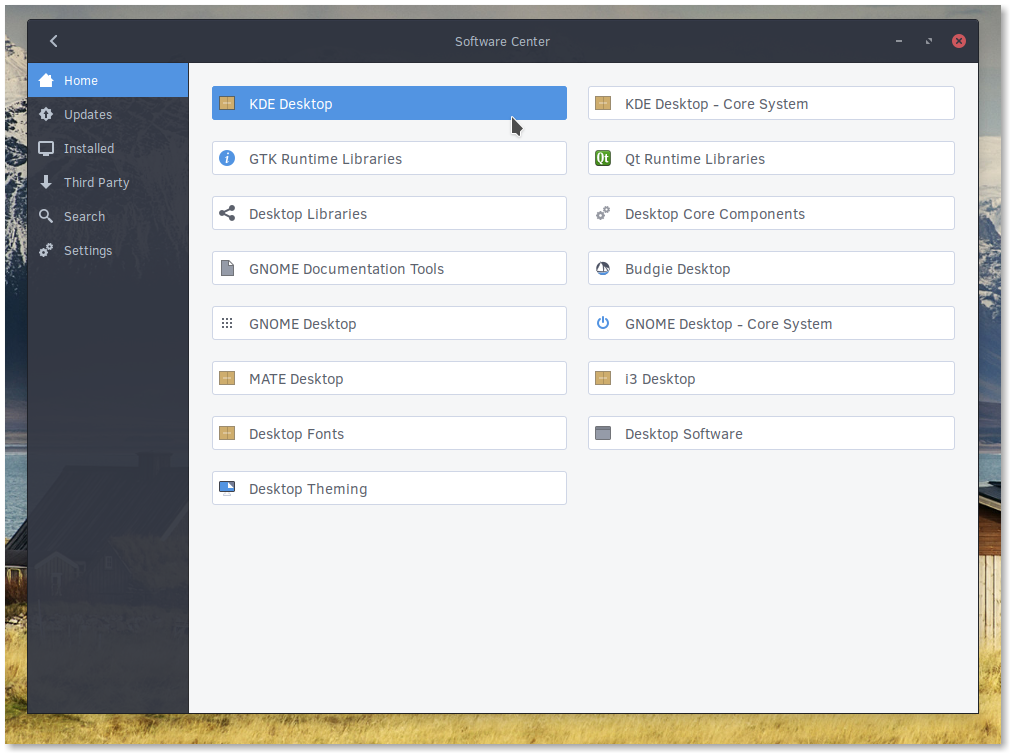 Software Center
Home
Updates
Installed
Third Party
Search
Settings
KDE Desktop
KDE Desktop - Core System
GTK Runtime Libraries
Qt Runtime Libraries
Desktop Libraries
Desktop Core Components
GNOME Documentation Tools
Budgie Desktop
GNOME Desktop
GNOME Desktop - Core System
MATE Desktop
i3 Desktop
Desktop Fonts
Desktop Software
Desktop Theming